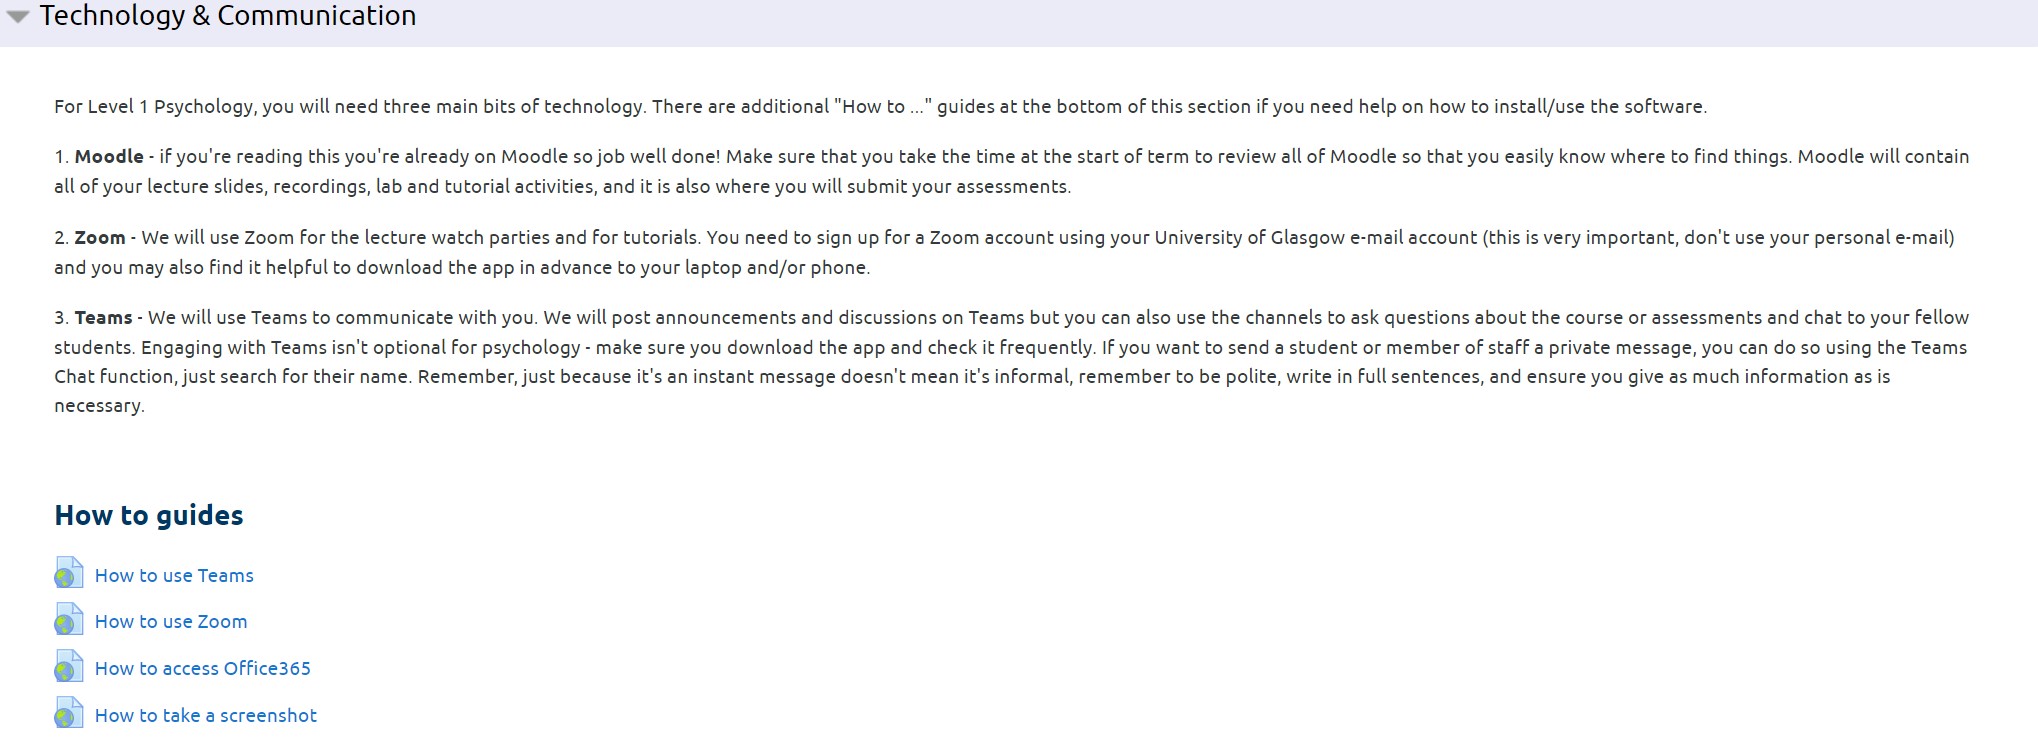 Technology & Communication
For Level 1 Psychology, you will need three main bits of technology. There are additional "How to ..." guides at the bottom of this section if you need help on how to install/use the software.
1. Moodle - if you're reading this you're already on Moodle so job well done! Make sure that you take the time at the start of term to review all of Moodle so that you easily know where to find things. Moodle will contain
all of your lecture slides, recordings, lab and tutorial activities, and it is also where you will submit your assessments.
2. Zoom - We will use Zoom for the lecture watch parties and for tutorials. You need to sign up for a Zoom account using your University of Glasgow e-mail account (this is very important, don't use your personal e-mail)
and you may also find it helpful to download the app in advance to your laptop and/or phone.
3. Teams - We will use Teams to communicate with you. We will post announcements and discussions on Teams but you can also use the channels to ask questions about the course or assessments and chat to your fellow
students. Engaging with Teams isn't optional for psychology - make sure you download the app and check it frequently. If you want to send a student or member of staff a private message, you can do so using the Teams
Chat function, just search for their name. Remember, just because it's an instant message doesn't mean it's informal, remember to be polite, write in full sentences, and ensure you give as much information as is
necessary.
How to guides
How to use Teams
How to use Zoom
How to access Office365
How to take a screenshot